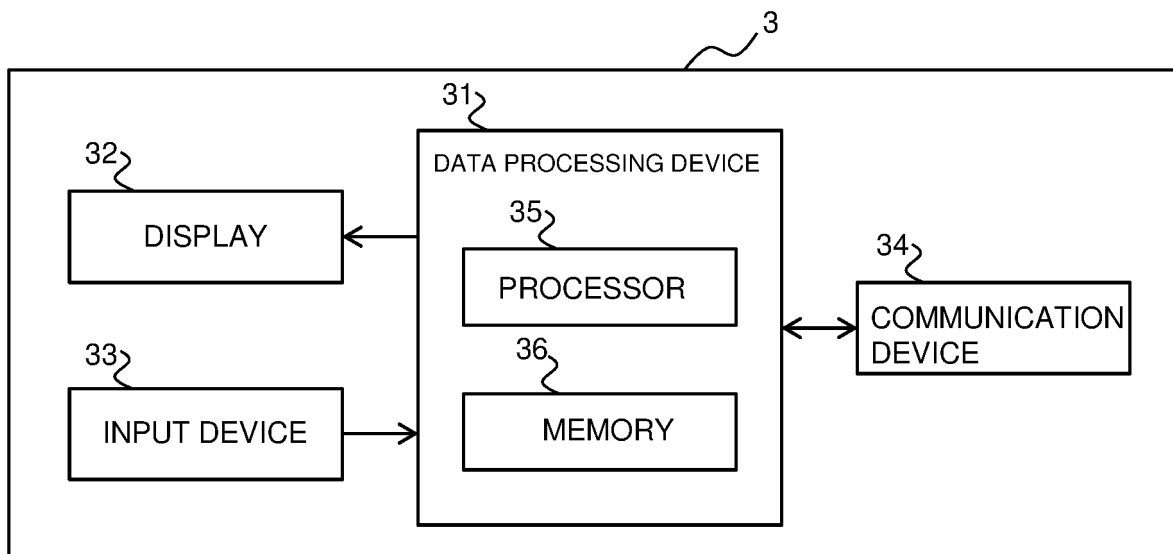 3
31
DATA PROCESSING DEVICE
32
DISPLAY
35
PROCESSOR
34
COMMUNICATION
DEVICE
33
INPUT DEVICE
36
MEMORY